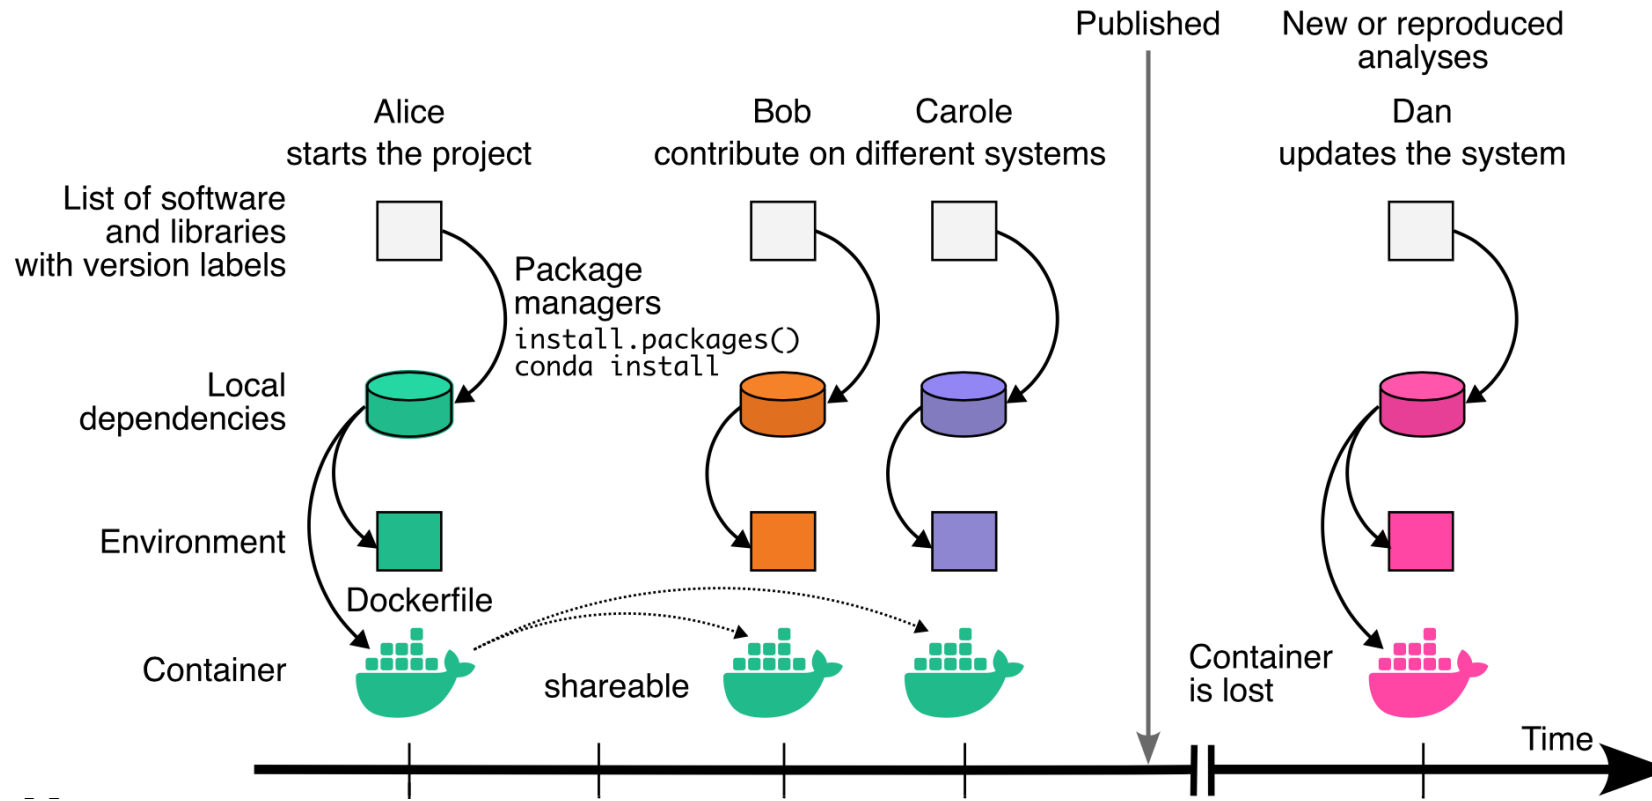 Published
New or reproduced
analyses
Alice
starts the project
Bob
Carole
contribute on different systems
Dan
updates the system
List of software
and libraries
with version labels
Package
managers
install.packages()
conda install
Local
dependencies
Environment
Dockerfile
Container
shareable
Container
is lost
Time